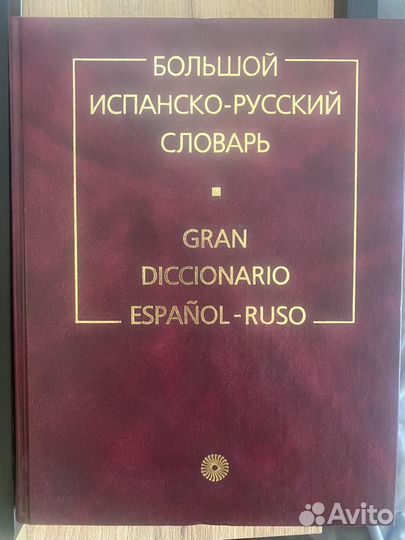 БОЛЬШОЙ
ИСПАНСКО-РУССКИЙ
СЛОВАРЬ
GRAN
DICCIONARIO
ESPAÑOL-RUSO
Avito